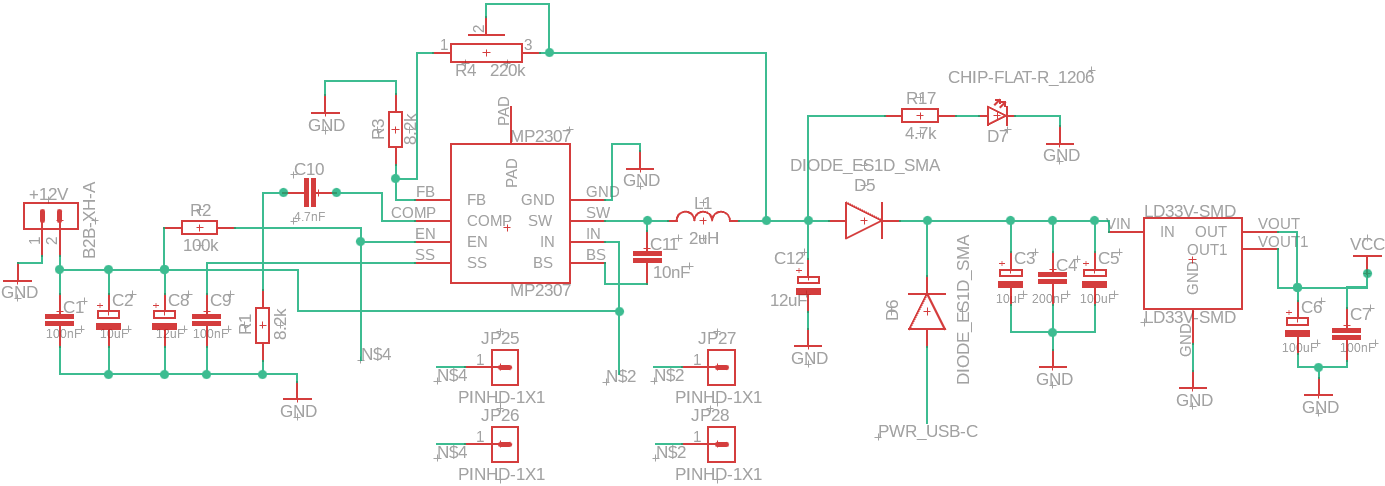 1
2
3
R4
220k
CHIP-FLAT-R_1206
R17
4.7k
D7
GND
GND
R3
8.2k
PAD
MP2307
PAD
GND
DIODE_ES1D_SMA
D5
C10
4.7nF
FB
COMP
EN
SS
FB
COMP
EN
SS
GND
SW
IN
BS
GND
SW
IN
BS
MP2307
L1
2uH
C11
10nF
+12V
1
2
B2B-XH-A
R2
100k
GND
C1
100nF
C2
10uF
C8
12uF
C9
100nF
R1
8.2k
GND
N$4
N$2
C12
12uF
GND
D6
DIODE_ES1D_SMA
PWR_USB-C
C3
10uF
C4
200nF
C5
100uF
GND
VIN
LD33V-SMD
IN
OUT
OUT1
GND
VOUT
VOUT1
LD33V-SMD
GND
GND
VCC
C6
100uF
C7
100nF
GND
JP25
1
N$4
PINHD-1X1
JP27
1
N$2
PINHD-1X1
JP26
1
N$4
PINHD-1X1
JP28
1
N$2
PINHD-1X1